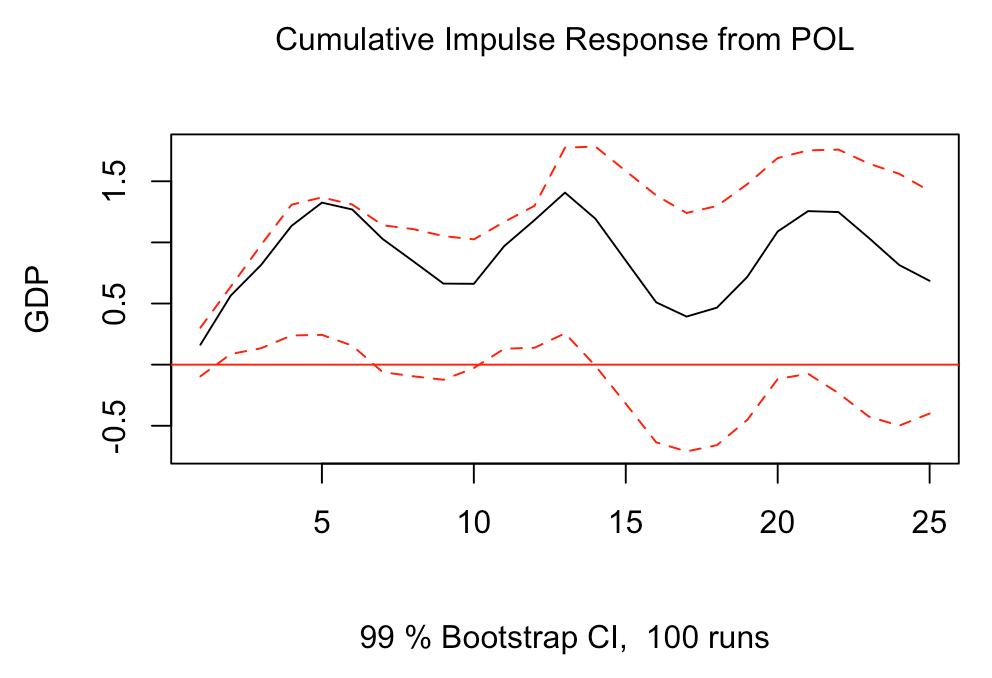 Cumulative Impulse Response from POL
GDP
1.5
0.5
-0.5
5 10 15 20 25
99 % Bootstrap CI,  100 runs